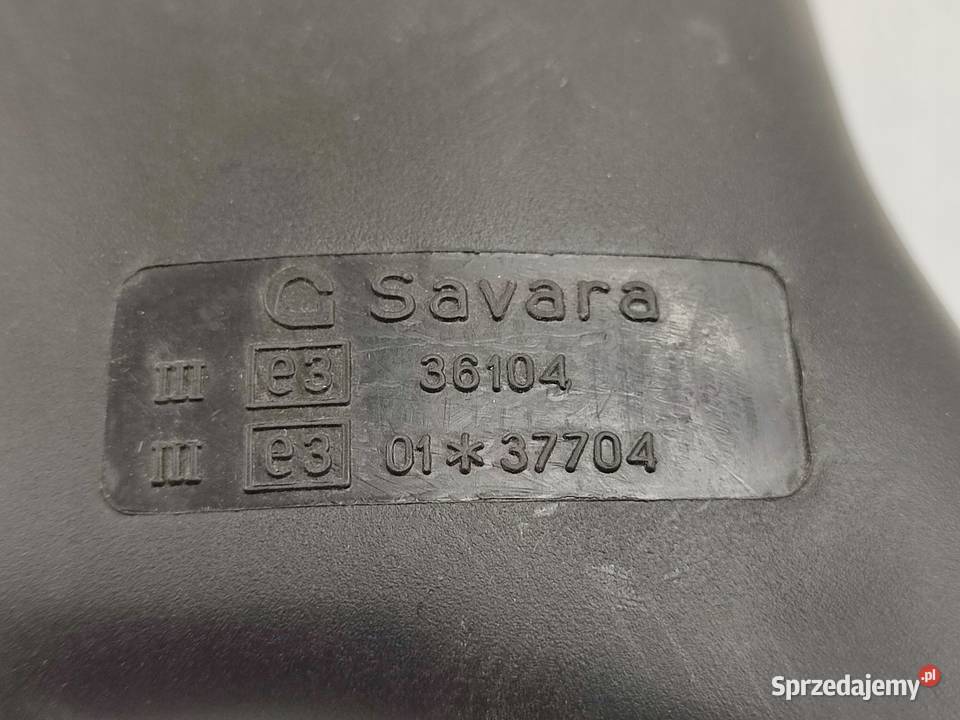 G Savara
III e3 36104
III e3 01*37704
Sprzedajemy.pl